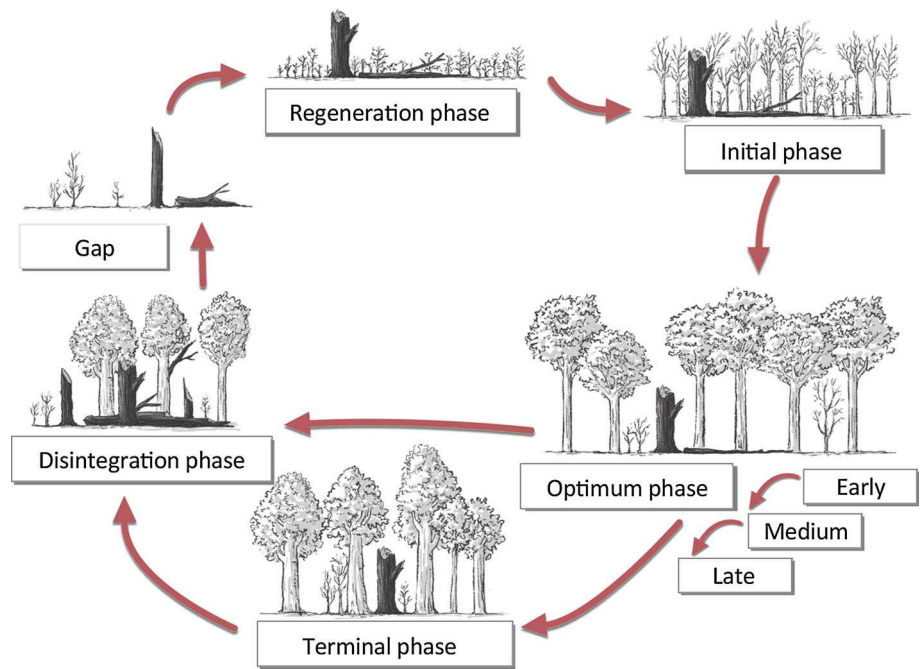 Regeneration phase
Initial phase
Gap
Disintegration phase
Optimum phase
Early
Medium
Late
Terminal phase